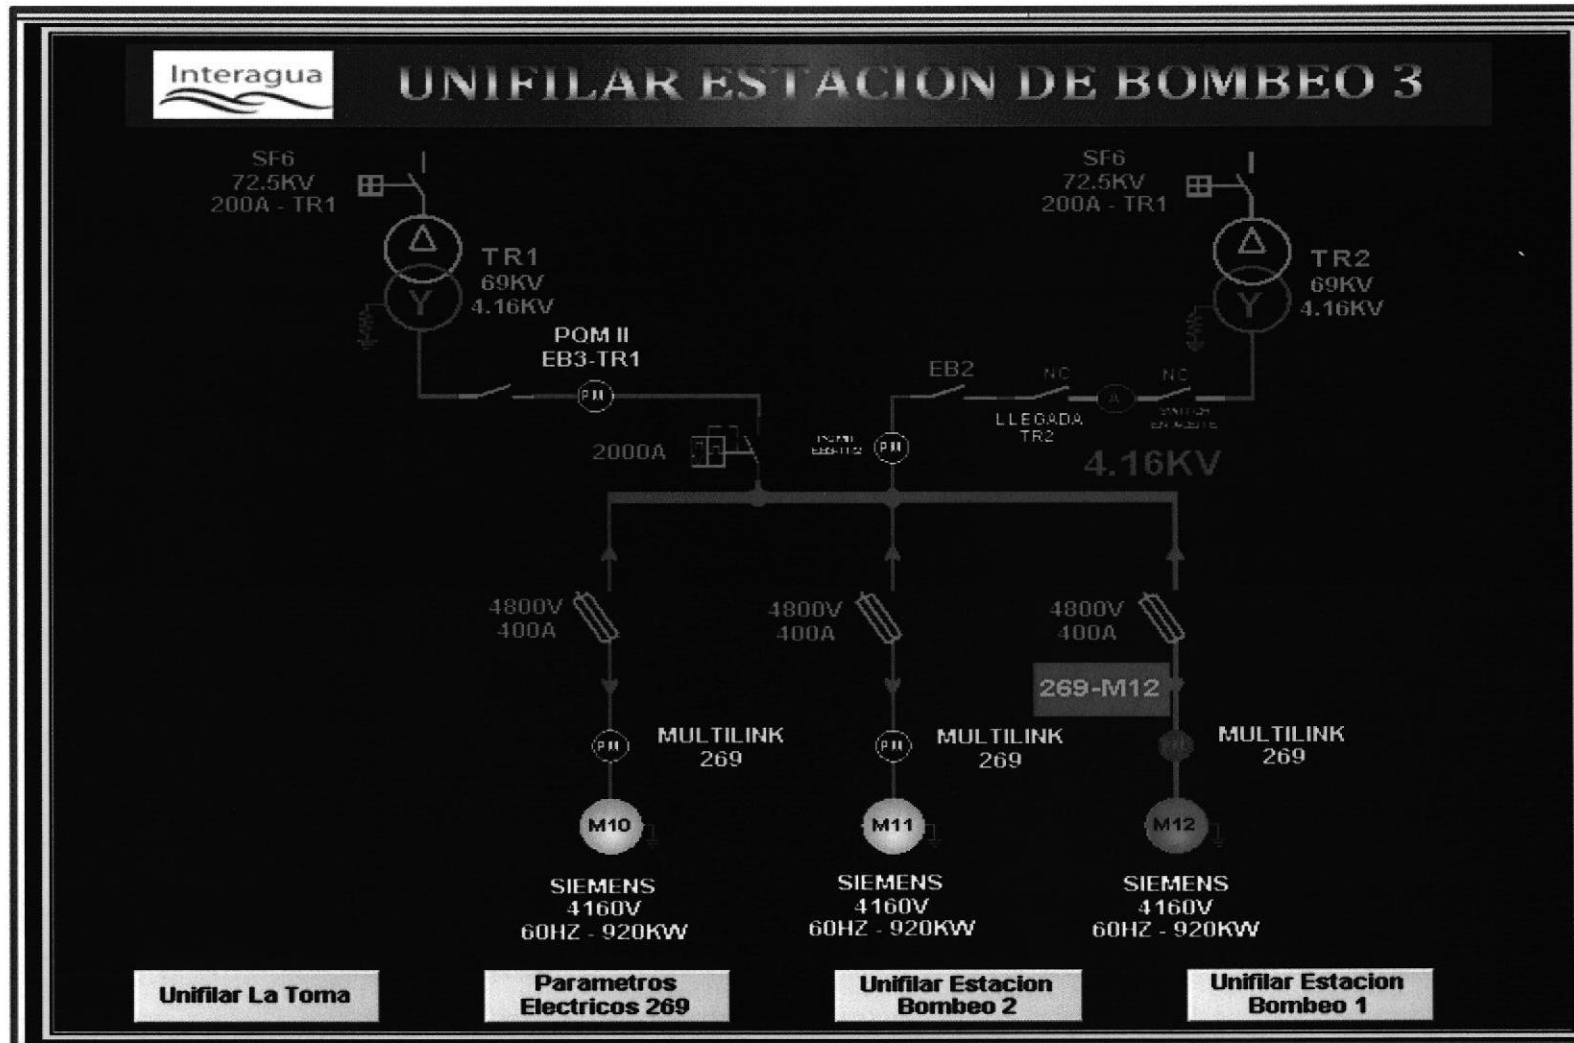 Interagua
UNIFILAR ESTACION DE BOMBEO 3
SF6
72.5KV
200A - TR1
TR1
69KV
4.16KV
PQM II
EB3-TR1
PM
2000A
SF6
72.5KV
200A - TR1
TR2
69KV
4.16KV
EB2
NC
LLEGADA
TR2
A
NC
SWITCH
EN ACEITE
PM
4.16KV
4800V
400A
4800V
400A
4800V
400A
269-M12
PM
MULTILINK
269
PM
MULTILINK
269
MULTILINK
269
M10
M11
M12
SIEMENS
4160V
60HZ - 920KW
SIEMENS
4160V
60HZ - 920KW
SIEMENS
4160V
60HZ - 920KW
Unifilar La Toma
Parametros
Electricos 269
Unifilar Estacion
Bombeo 2
Unifilar Estacion
Bombeo 1